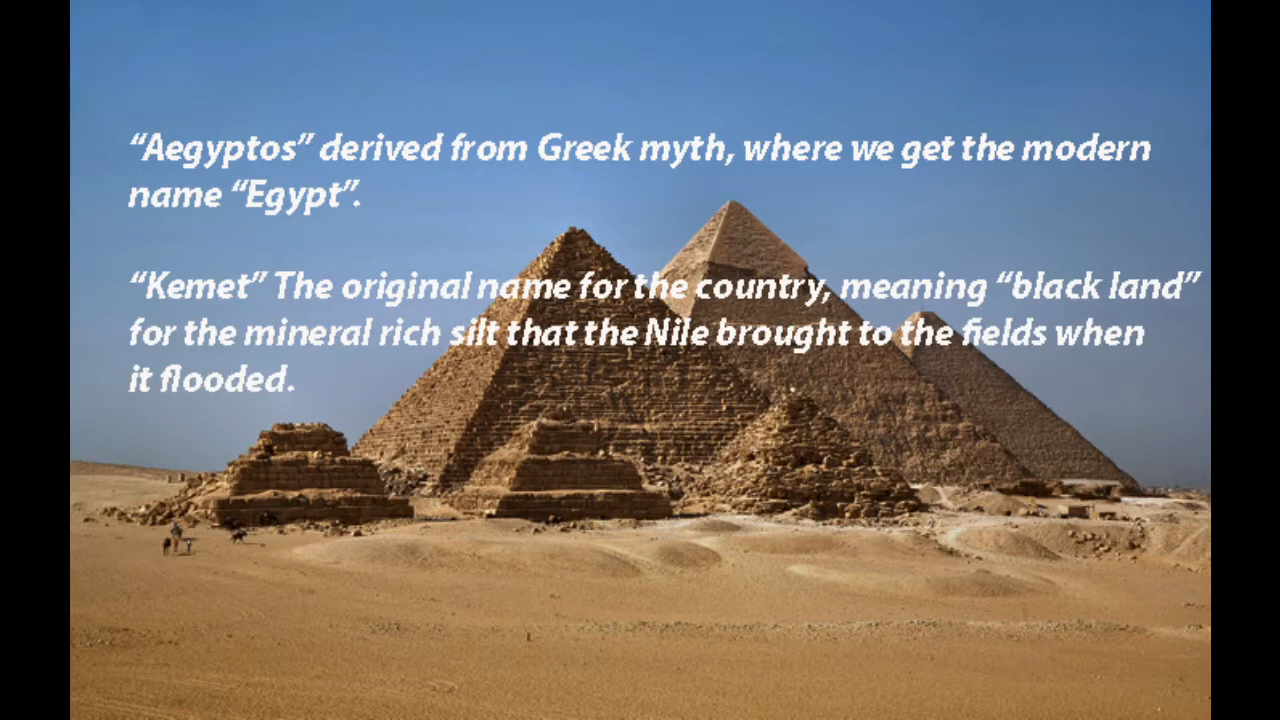 “Aegyptos” derived from Greek myth, where we get the modern
name “Egypt”.
“Kemet” The original name for the country, meaning “black land”
for the mineral rich silt that the Nile brought to the fields when
it flooded.